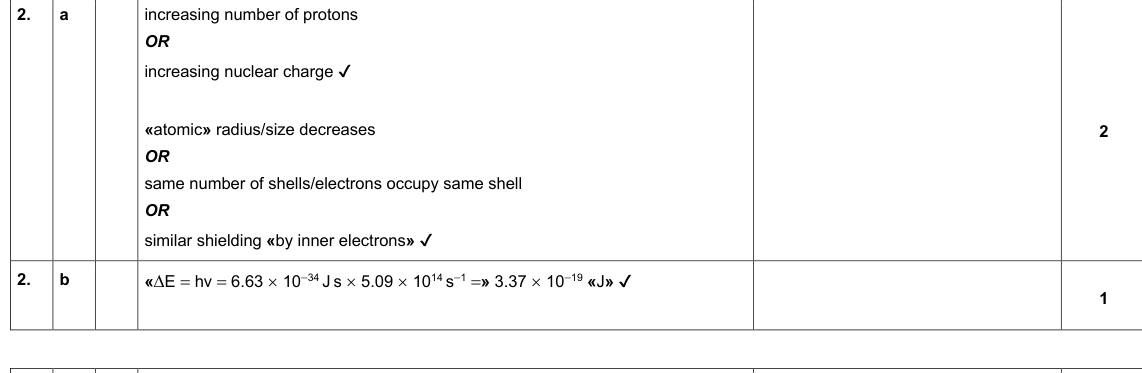 2. a increasing number of protons
OR
increasing nuclear charge ✓
«atomic» radius/size decreases
2
OR
same number of shells/electrons occupy same shell
OR
similar shielding «by inner electrons» ✓
2. b «ΔE = hv = 6.63 × 10⁻³⁴ J s × 5.09 × 10¹⁴ s⁻¹ =» 3.37 × 10⁻¹⁹ «J» ✓
1